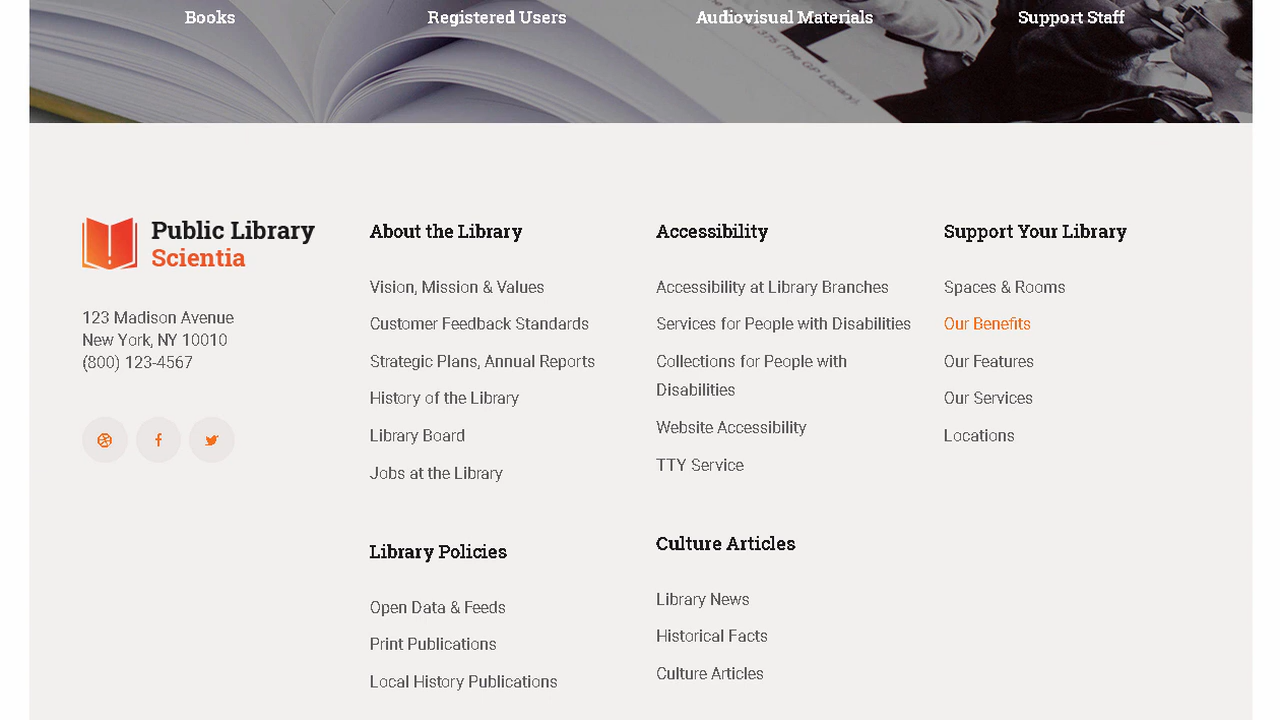 Books
Registered Users
Audiovisual Materials
Support Staff
375 (The GP Library).
Public Library
Scientia
123 Madison Avenue
New York, NY 10010
(800) 123-4567
About the Library
Vision, Mission & Values
Customer Feedback Standards
Strategic Plans, Annual Reports
History of the Library
Library Board
Jobs at the Library
Library Policies
Open Data & Feeds
Print Publications
Local History Publications
Accessibility
Accessibility at Library Branches
Services for People with Disabilities
Collections for People with
Disabilities
Website Accessibility
TTY Service
Culture Articles
Library News
Historical Facts
Culture Articles
Support Your Library
Spaces & Rooms
Our Benefits
Our Features
Our Services
Locations